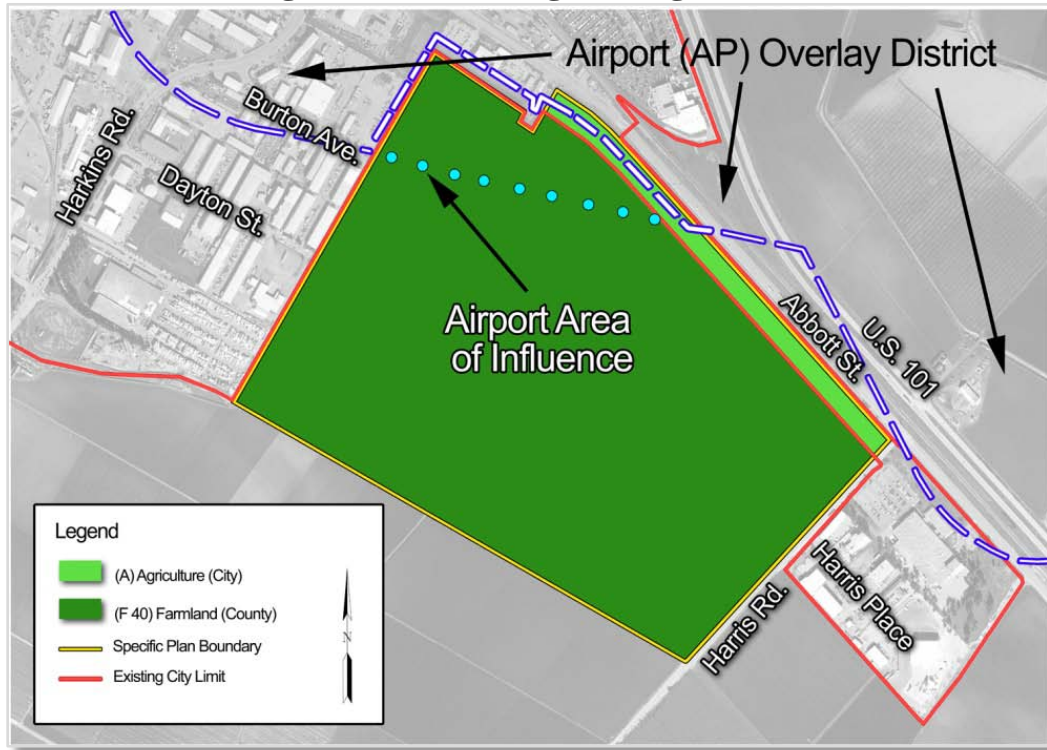 Airport (AP) Overlay District
Burton Ave.
Harkins Rd.
Dayton St.
Airport Area
of Influence
Abbott St.
U.S. 101
Harris Rd.
Harris Place
Legend
(A) Agriculture (City)
(F 40) Farmland (County)
Specific Plan Boundary
Existing City Limit
N